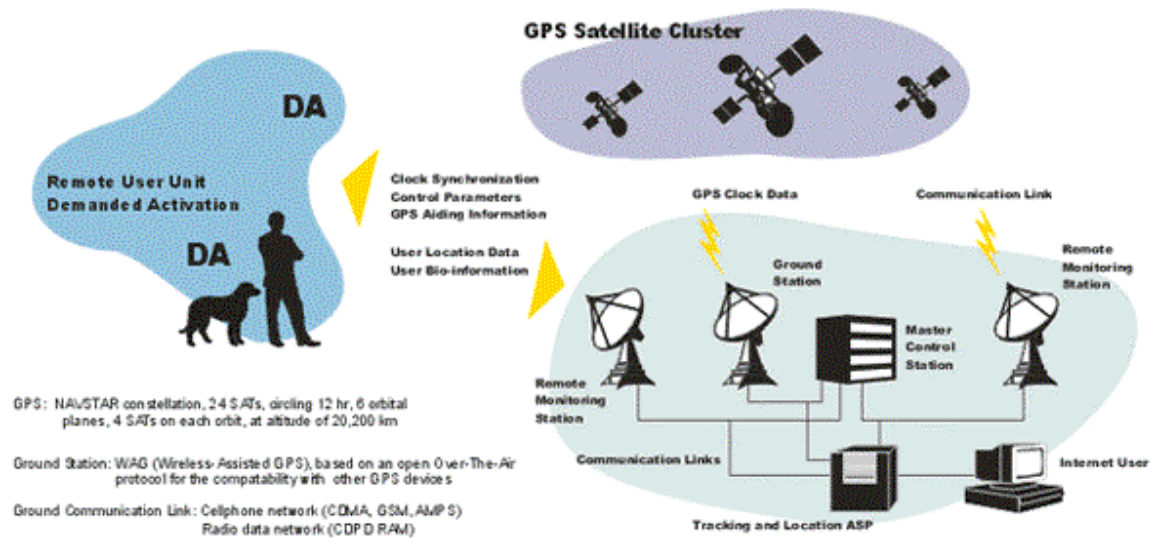 GPS Satellite Cluster
DA
Remote User Unit
Demanded Activation
DA
Clock Synchronization
Control Parameters
GPS Aiding Information
User Location Data
User Bio-information
GPS Clock Data
Communication Link
Ground
Station
Remote
Monitoring
Station
Master
Control
Station
Remote
Monitoring
Station
Communication Links
Internet User
Tracking and Location ASP
GPS: NAVSTAR constellation, 24 SATs, circling 12 hr, 6 orbital
planes, 4 SATs on each orbit, at altitude of 20,200 km
Ground Station: WAG (Wireless-Assisted GPS), based on an open Over-The-Air
protocol for the compatability with other GPS devices
Ground Communication Link: Cellphone network (CDMA, GSM, AMPS)
Radio data network (CDPD RAM)